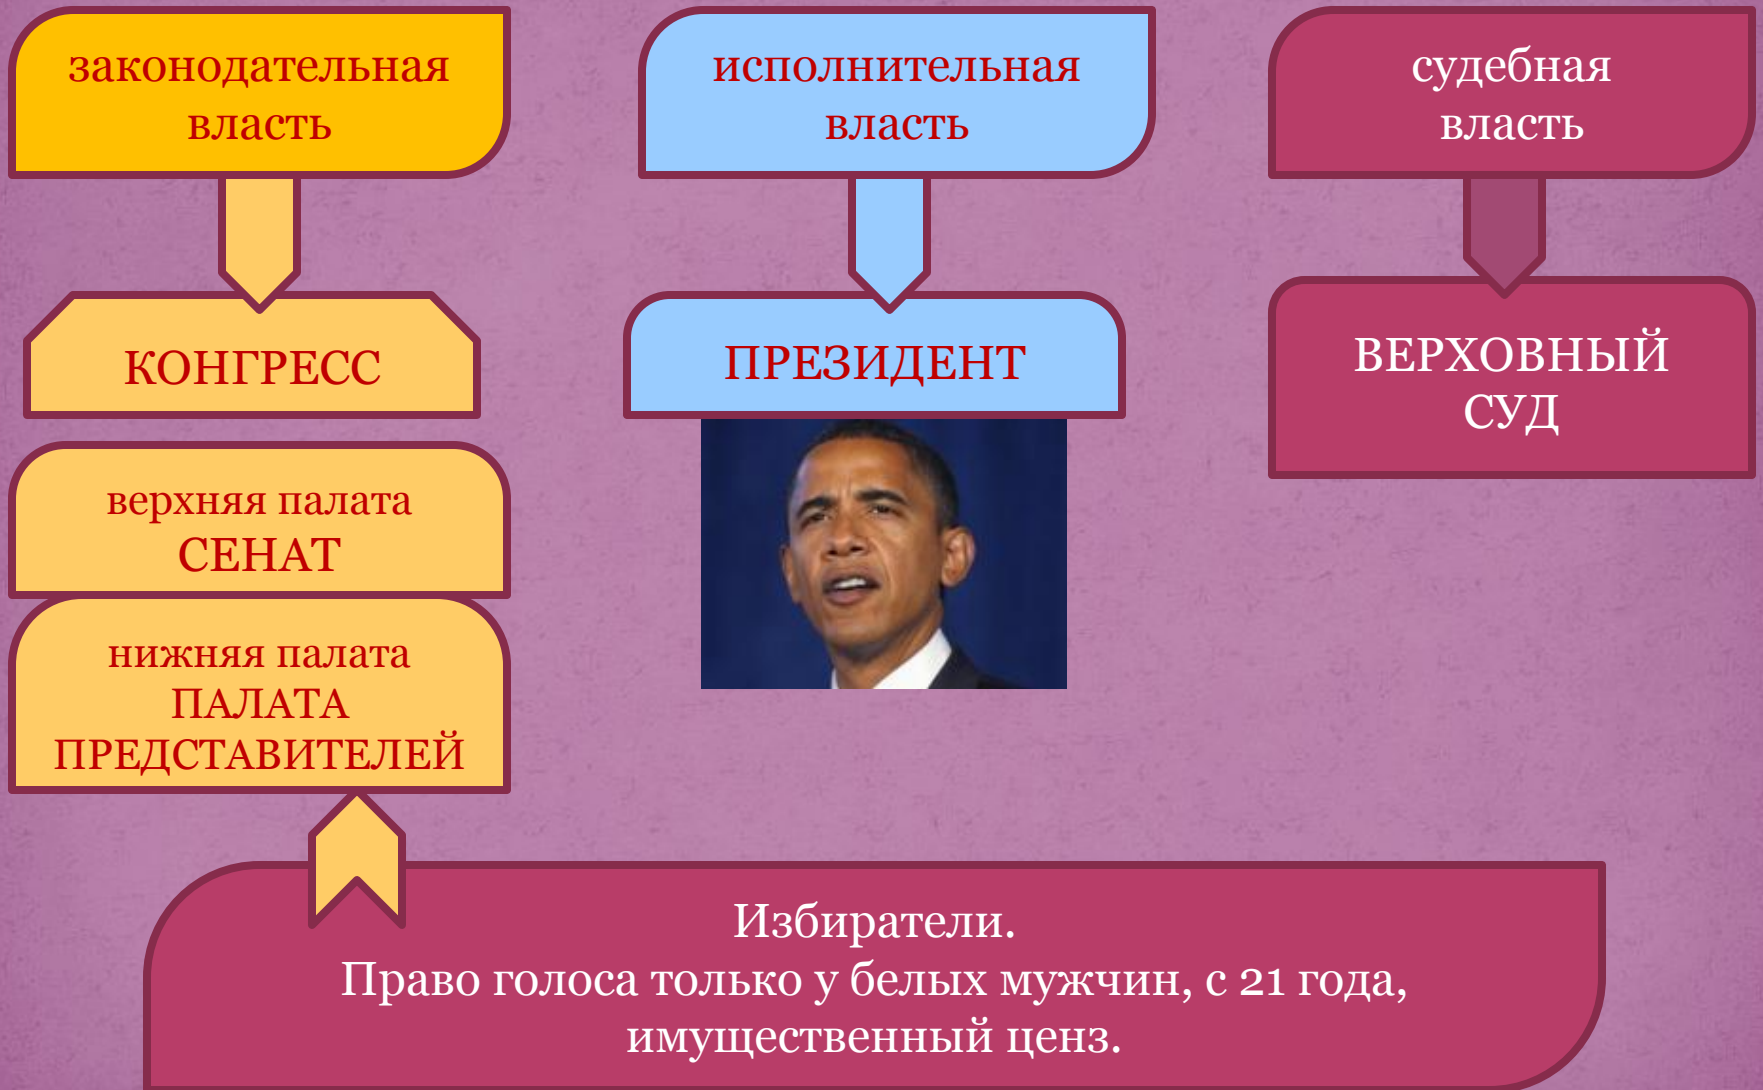 законодательная
власть
исполнительная
власть
судебная
власть
КОНГРЕСС
ПРЕЗИДЕНТ
ВЕРХОВНЫЙ
СУД
верхняя палата
СЕНАТ
нижняя палата
ПАЛАТА
ПРЕДСТАВИТЕЛЕЙ
Избиратели.
Право голоса только у белых мужчин, с 21 года,
имущественный ценз.